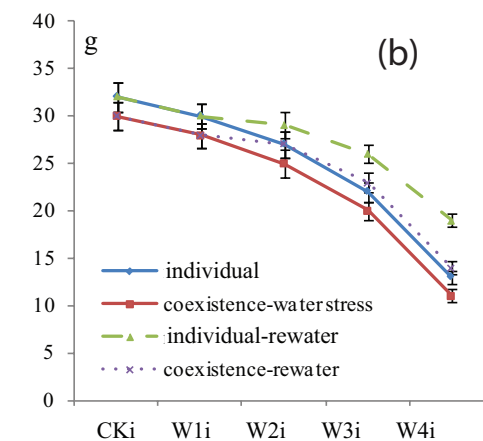 40
g
(b)
35
30
25
20
15
10
5
0
individual
coexistence-water stress
individual-rewater
coexistence-rewater
CKi W1i W2i W3i W4i